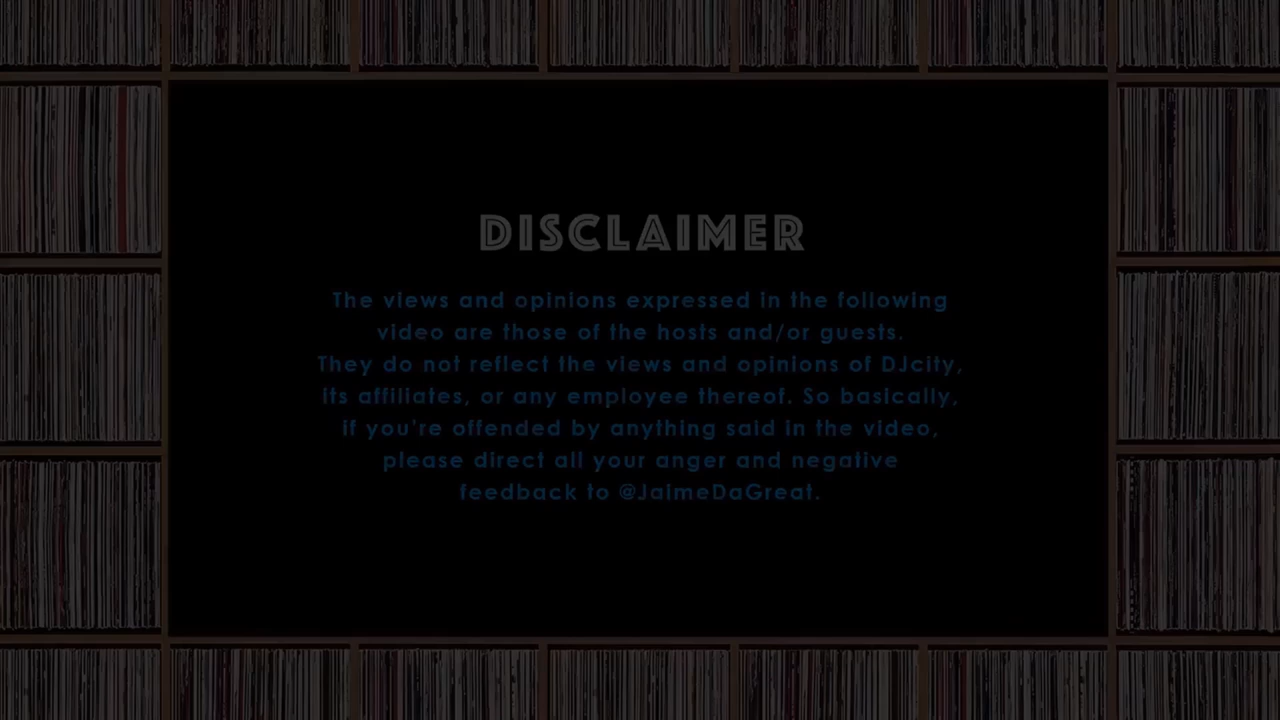 DISCLAIMER
The views and opinions expressed in the following
video are those of the hosts and/or guests.
They do not reflect the views and opinions of DJcity,
its affiliates, or any employee thereof. So basically,
if you're offended by anything said in the video,
please direct all your anger and negative
feedback to @JaimeDaGreat.